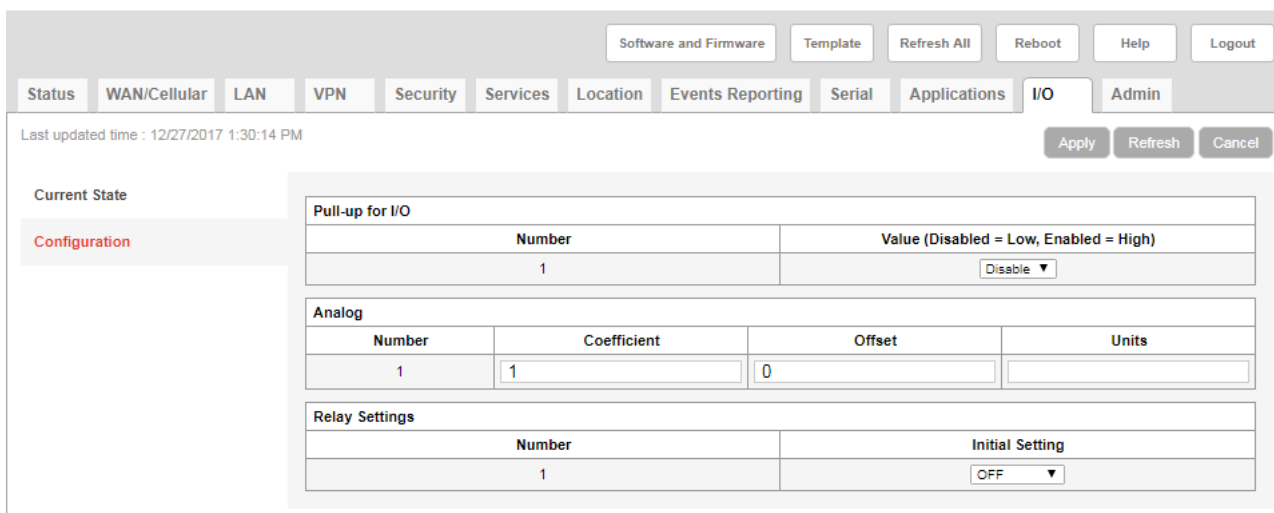 Software and Firmware Template Refresh All Reboot Help Logout
Status WAN/Cellular LAN VPN Security Services Location Events Reporting Serial Applications I/O Admin
Last updated time : 12/27/2017 1:30:14 PM
Apply Refresh Cancel
Current State
Configuration
Pull-up for I/O
Number Value (Disabled = Low, Enabled = High)
1 Disable
Analog
Number Coefficient Offset Units
1 1 0
Relay Settings
Number Initial Setting
1 OFF